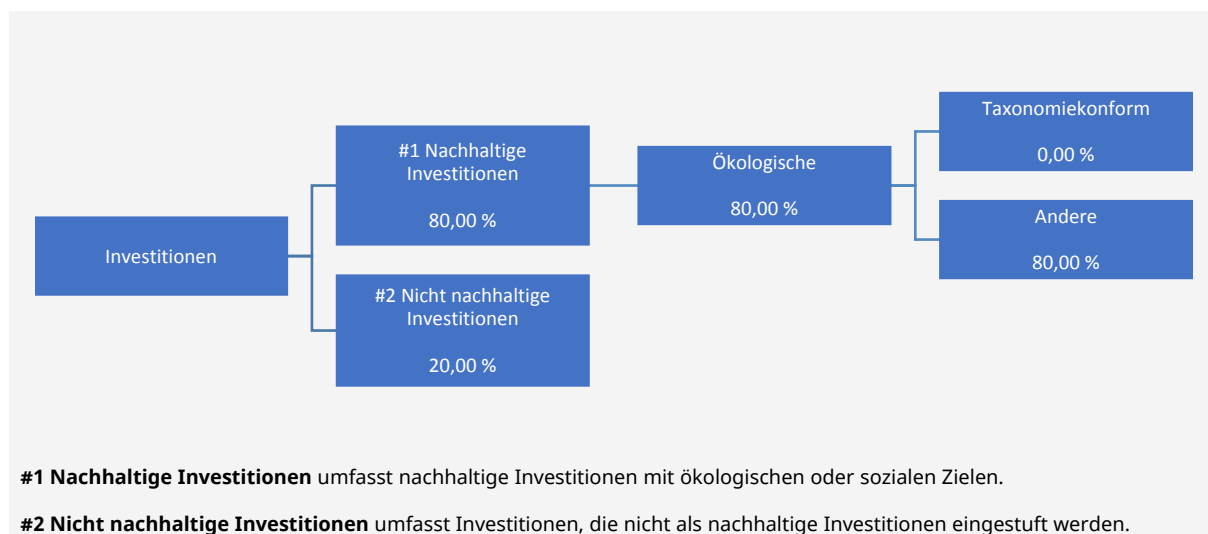 Investitionen
#1 Nachhaltige
Investitionen
80,00 %
#2 Nicht nachhaltige
Investitionen
20,00 %
Ökologische
80,00 %
Taxonomiekonform
0,00 %
Andere
80,00 %
#1 Nachhaltige Investitionen umfasst nachhaltige Investitionen mit ökologischen oder sozialen Zielen.
#2 Nicht nachhaltige Investitionen umfasst Investitionen, die nicht als nachhaltige Investitionen eingestuft werden.